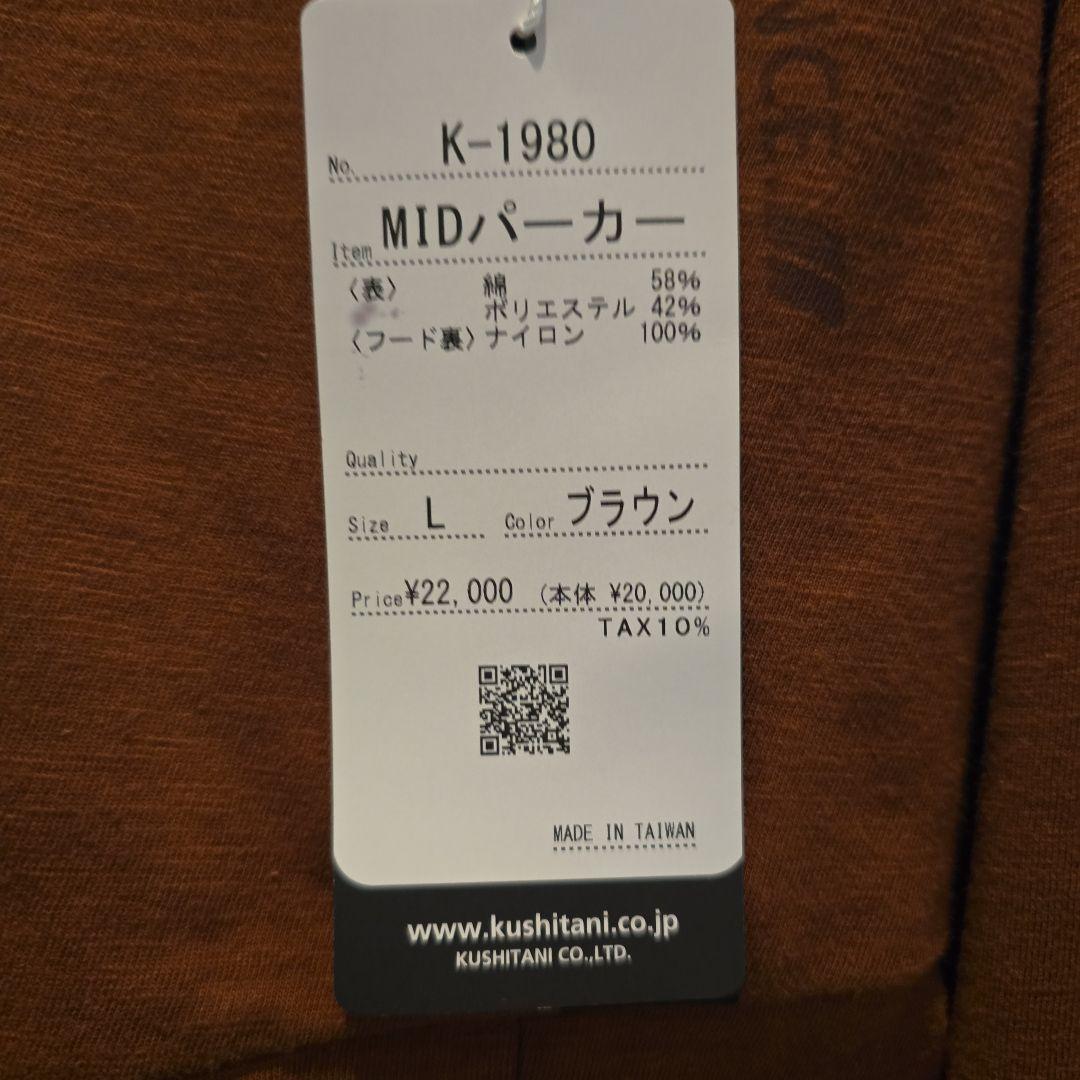 No. K-1980
Item MIDパーカー
〈表〉 綿 58%
ポリエステル 42%
〈フード裏〉 ナイロン 100%
Quality
Size L Color ブラウン
Price ¥22,000 (本体 ¥20,000)
TAX10%
MADE IN TAIWAN
www.kushitani.co.jp
KUSHITANI CO.,LTD.